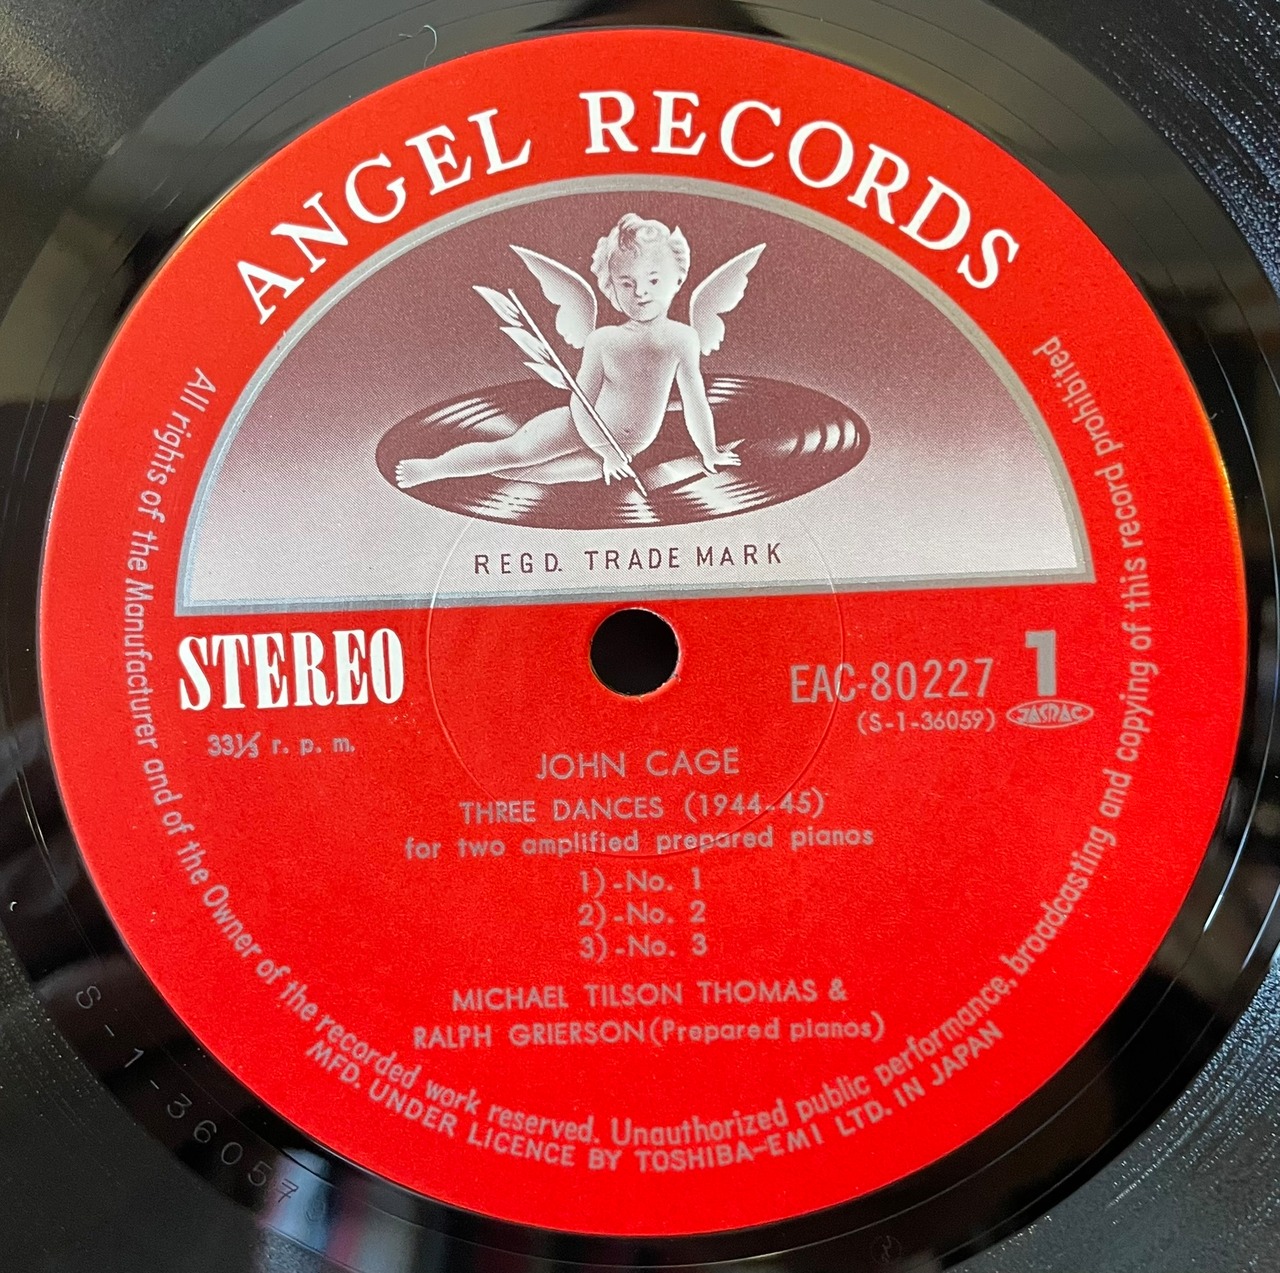 ANGEL RECORDS
REGD. TRADE MARK
STEREO
33⅓ r. p. m.
EAC-80227 1
(S-1-36059) JASRAC
JOHN CAGE
THREE DANCES (1944-45)
for two amplified prepared pianos
1)-No. 1
2)-No. 2
3)-No. 3
MICHAEL TILSON THOMAS &
RALPH GRIERSON(Prepared pianos)
All rights of the Manufacturer and of the Owner of the recorded work reserved. Unauthorized public performance, broadcasting and copying of this record prohibited
MFD. UNDER LICENCE BY TOSHIBA-EMI LTD. IN JAPAN
S-1-36057